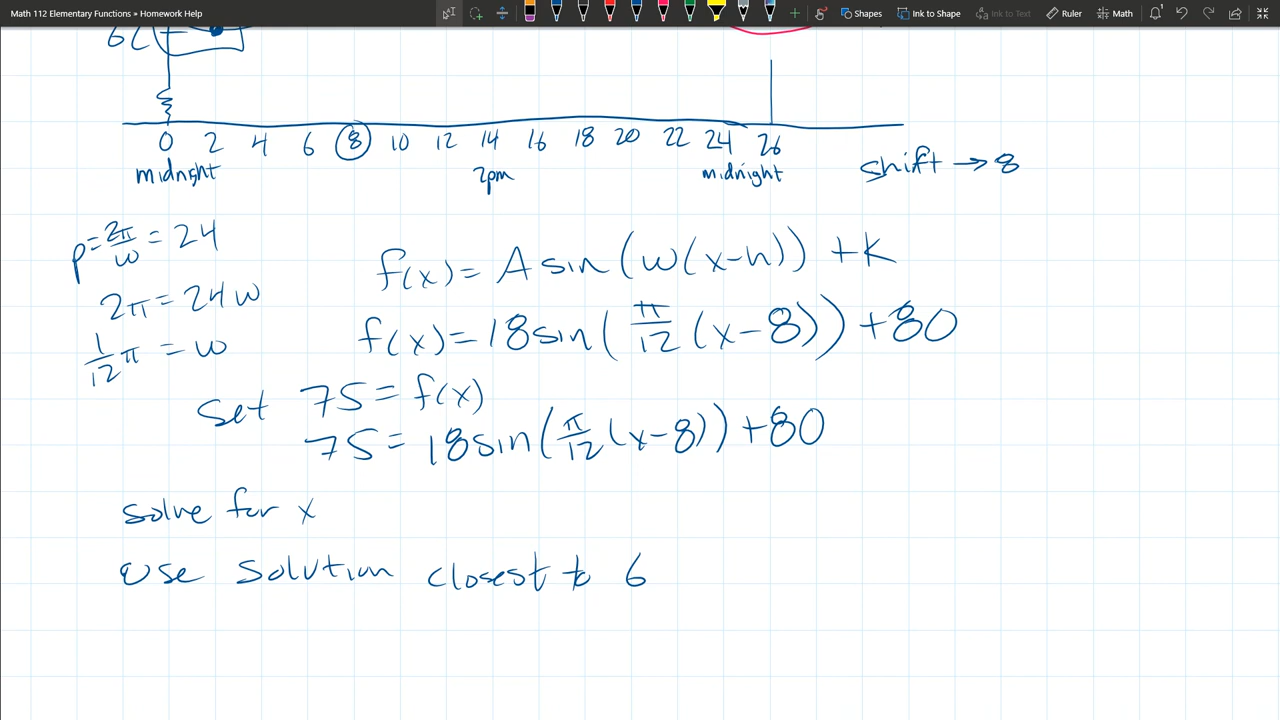 Math 112 Elementary Functions » Homework Help
Shapes Ink to Shape Ink to Text Ruler Math
0 2 4 6 8 10 12 14 16 18 20 22 24 26
midnight 2pm midnight
shift → 8
p = 2π/w = 24
2π = 24w
1/12 π = w
f(x) = A sin(w(x-h)) + K
f(x) = 18 sin(π/12 (x-8)) + 80
Set 75 = f(x)
75 = 18 sin(π/12 (x-8)) + 80
solve for x
use solution closest to 6